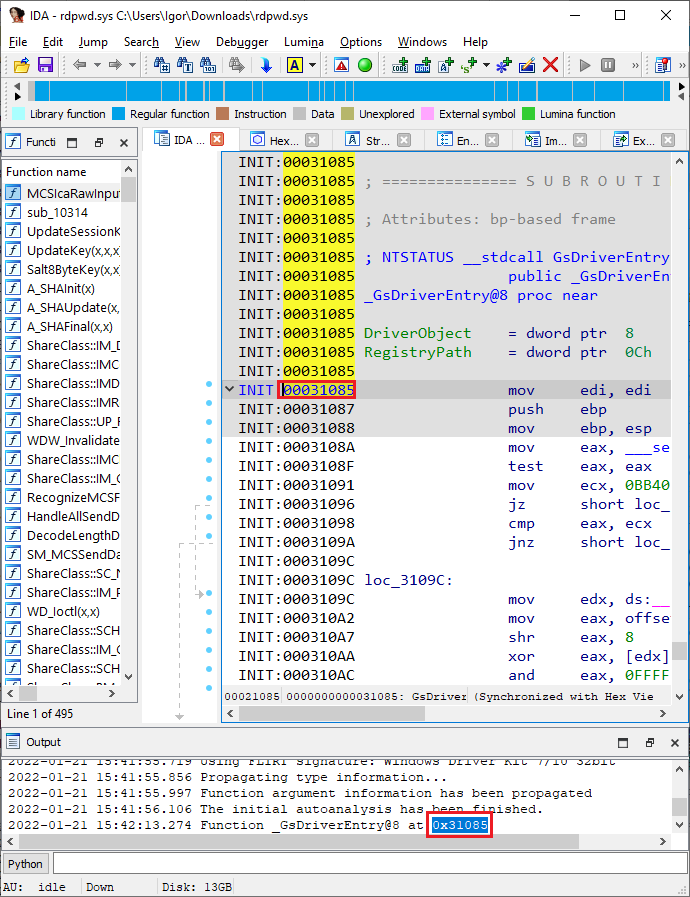 IDA - rdpwd.sys C:\Users\Igor\Downloads\rdpwd.sys
File Edit Jump Search View Debugger Lumina Options Windows Help
Library function Regular function Instruction Data Unexplored External symbol Lumina function
Functi
IDA ... Hex... Str... En... Im... Ex...
Function name
MCSIcaRawInput
sub_10314
UpdateSessionK
UpdateKey(x,x,x)
Salt8ByteKey(x,x)
A_SHAInit(x)
A_SHAUpdate(x,
A_SHAFinal(x,x)
ShareClass::IM_D
ShareClass::IMC
ShareClass::IMD
ShareClass::IMR
ShareClass::UP_F
WDW_Invalidate
ShareClass::IMC
ShareClass::IM_C
RecognizeMCSF
HandleAllSendD
DecodeLengthD
SM_MCSSendDa
ShareClass::SC_N
ShareClass::IM_F
WD_Ioctl(x,x)
ShareClass::SCH
ShareClass::IM_C
ShareClass::SCH
Line 1 of 495
INIT:00031085
INIT:00031085 ; =============== S U B R O U T I
INIT:00031085
INIT:00031085 ; Attributes: bp-based frame
INIT:00031085
INIT:00031085 ; NTSTATUS __stdcall GsDriverEntry
INIT:00031085 public _GsDriverEn
INIT:00031085 _GsDriverEntry@8 proc near
INIT:00031085
INIT:00031085 DriverObject = dword ptr 8
INIT:00031085 RegistryPath = dword ptr 0Ch
INIT:00031085
INIT:00031085 mov edi, edi
INIT:00031087 push ebp
INIT:00031088 mov ebp, esp
INIT:0003108A mov eax, ___se
INIT:0003108F test eax, eax
INIT:00031091 mov ecx, 0BB40
INIT:00031096 jz short loc_
INIT:00031098 cmp eax, ecx
INIT:0003109A jnz short loc_
INIT:0003109C
INIT:0003109C loc_3109C:
INIT:0003109C mov edx, ds:__
INIT:000310A2 mov eax, offse
INIT:000310A7 shr eax, 8
INIT:000310AA xor eax, [edx]
INIT:000310AC and eax, 0FFFF
00021085 0000000000031085: GsDriver (Synchronized with Hex Vie
Output
2022-01-21 15:41:55.719 Using FLIRT signature: Windows Driver Kit 7/10 32bit
2022-01-21 15:41:55.856 Propagating type information...
2022-01-21 15:41:55.997 Function argument information has been propagated
2022-01-21 15:41:56.106 The initial autoanalysis has been finished.
2022-01-21 15:42:13.274 Function _GsDriverEntry@8 at 0x31085
Python
AU: idle Down Disk: 13GB